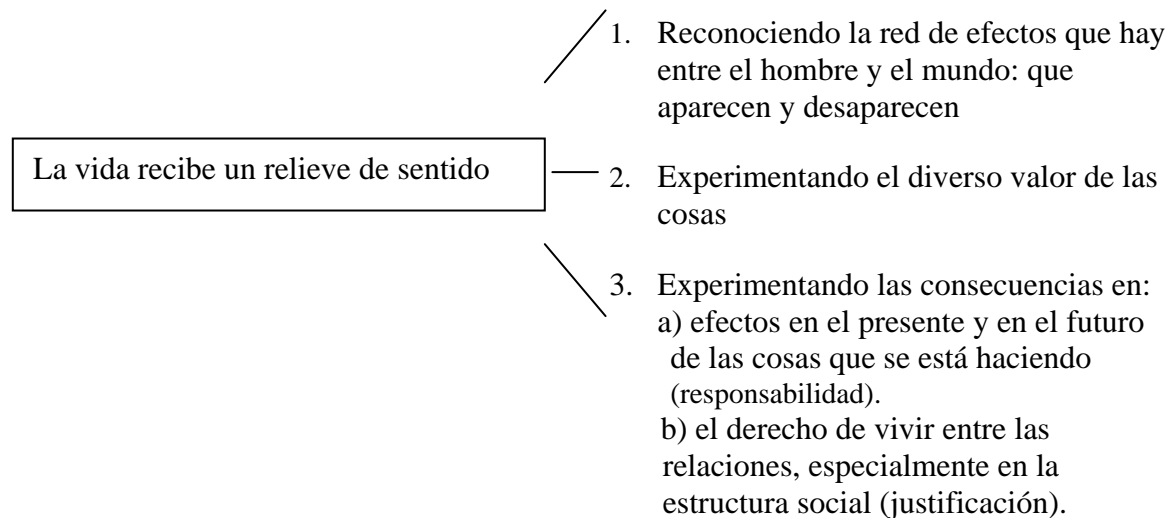 La vida recibe un relieve de sentido
1. Reconociendo la red de efectos que hay
entre el hombre y el mundo: que
aparecen y desaparecen
2. Experimentando el diverso valor de las
cosas
3. Experimentando las consecuencias en:
a) efectos en el presente y en el futuro
de las cosas que se está haciendo
(responsabilidad).
b) el derecho de vivir entre las
relaciones, especialmente en la
estructura social (justificación).